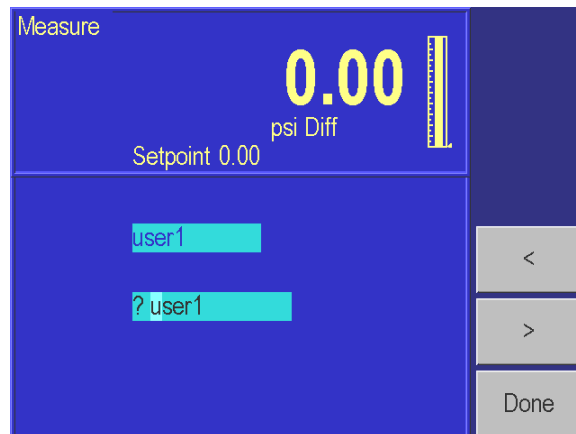 Measure
0.00
psi Diff
Setpoint 0.00
user1
? user1
<
>
Done